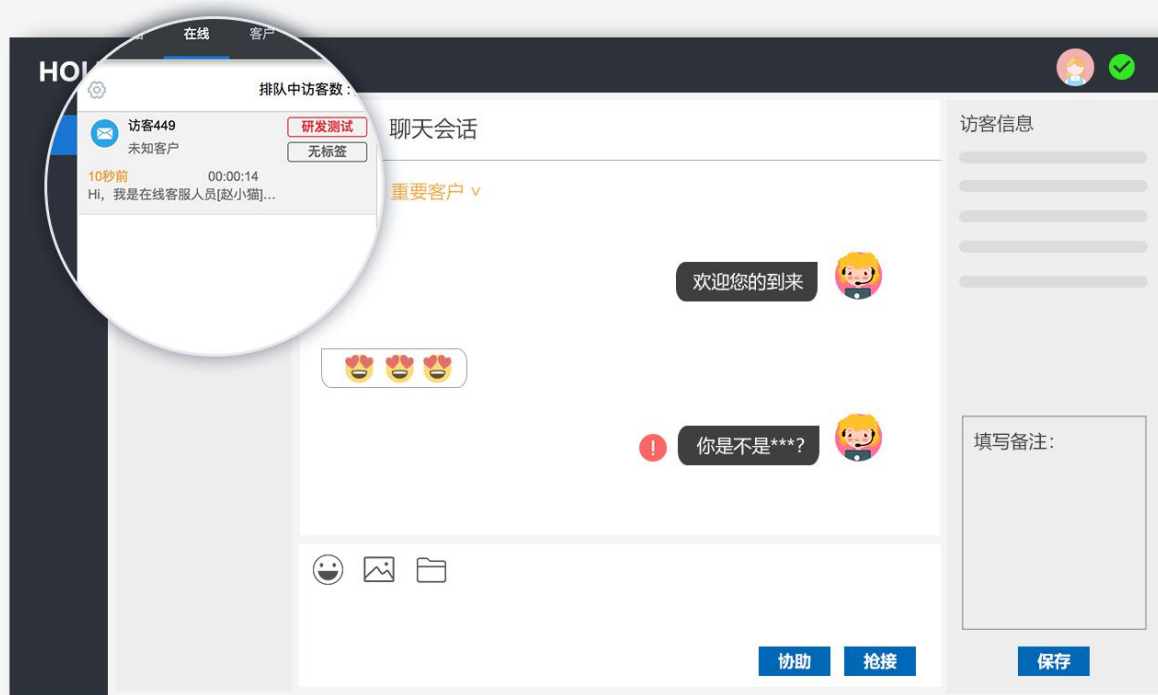 在线
客户
HOL
排队中访客数:
访客449
研发测试
未知客户
无标签
10秒前
00:00:14
Hi，我是在线客服人员[赵小猫]...
聊天会话
重要客户
欢迎您的到来
你是不是***?
协助
抢接
访客信息
填写备注:
保存